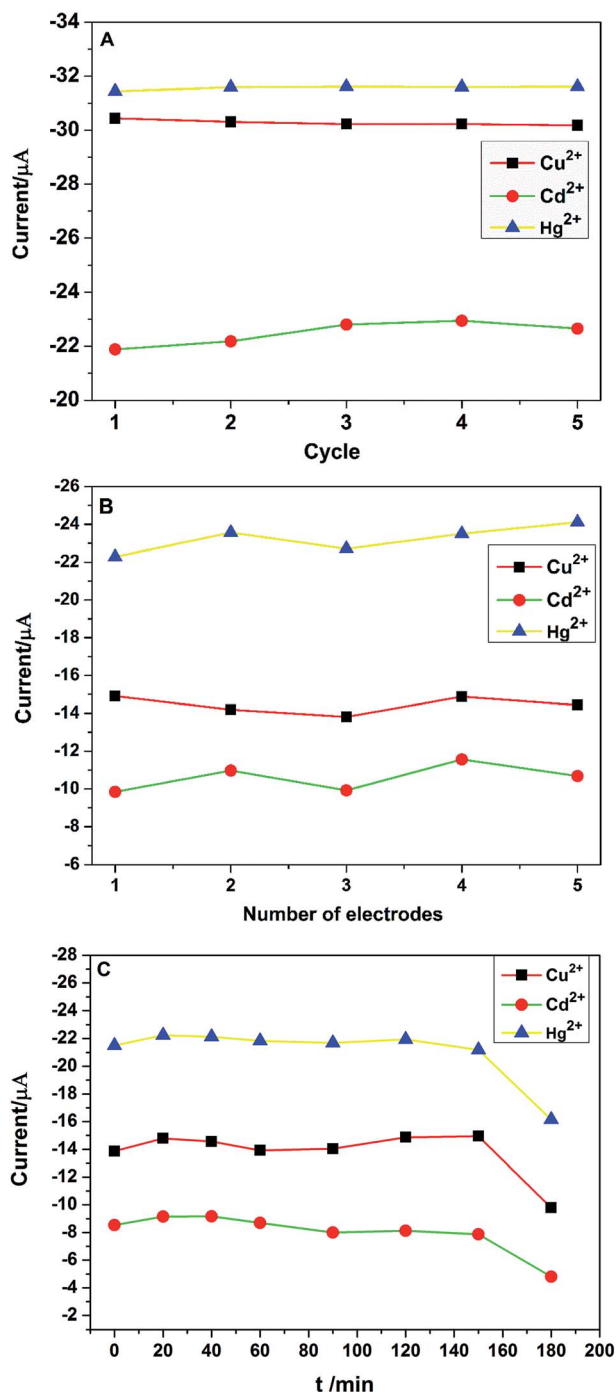 A
-34
-32
-30
-28
-26
-24
-22
-20
Current/μA
Cu²⁺
Cd²⁺
Hg²⁺
1 2 3 4 5
Cycle
B
-26
-24
-22
-20
-18
-16
-14
-12
-10
-8
-6
Current/μA
Cu²⁺
Cd²⁺
Hg²⁺
1 2 3 4 5
Number of electrodes
C
-28
-26
-24
-22
-20
-18
-16
-14
-12
-10
-8
-6
-4
-2
Current/μA
Cu²⁺
Cd²⁺
Hg²⁺
0 20 40 60 80 100 120 140 160 180 200
t /min